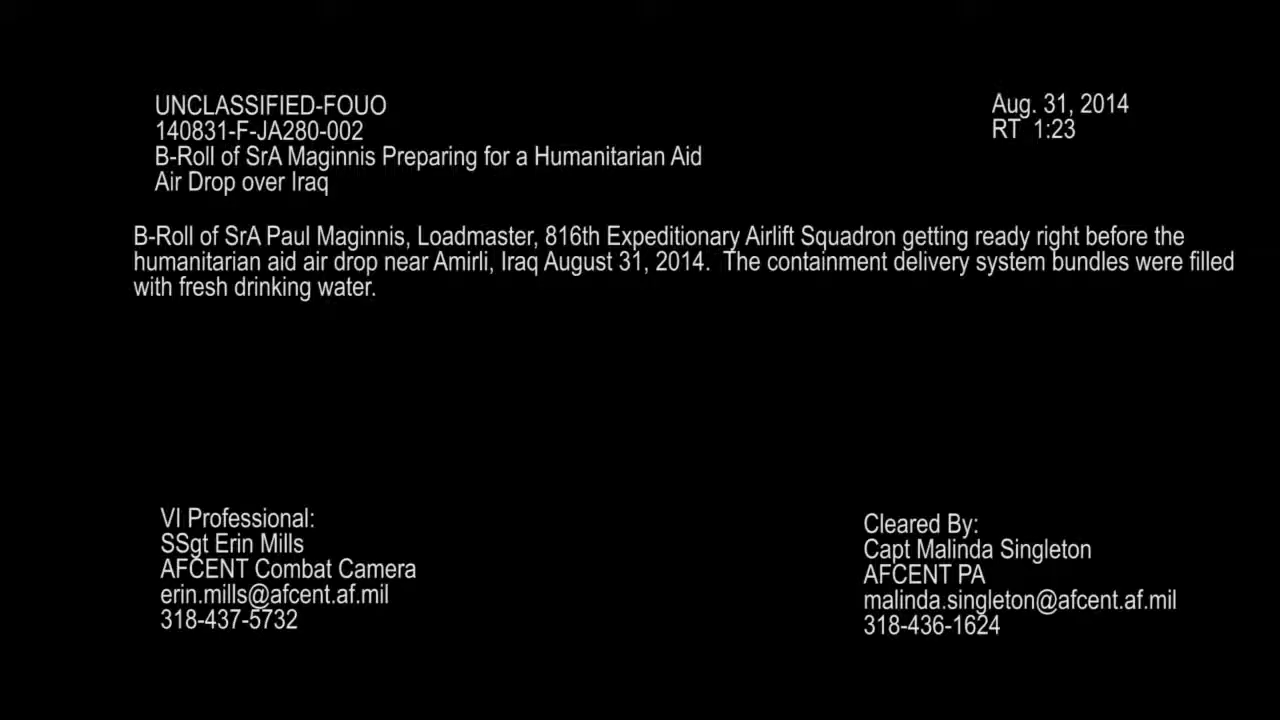 UNCLASSIFIED-FOUO
140831-F-JA280-002
B-Roll of SrA Maginnis Preparing for a Humanitarian Aid
Air Drop over Iraq
Aug. 31, 2014
RT 1:23
B-Roll of SrA Paul Maginnis, Loadmaster, 816th Expeditionary Airlift Squadron getting ready right before the
humanitarian aid air drop near Amirli, Iraq August 31, 2014. The containment delivery system bundles were filled
with fresh drinking water.
VI Professional:
SSgt Erin Mills
AFCENT Combat Camera
erin.mills@afcent.af.mil
318-437-5732
Cleared By:
Capt Malinda Singleton
AFCENT PA
malinda.singleton@afcent.af.mil
318-436-1624